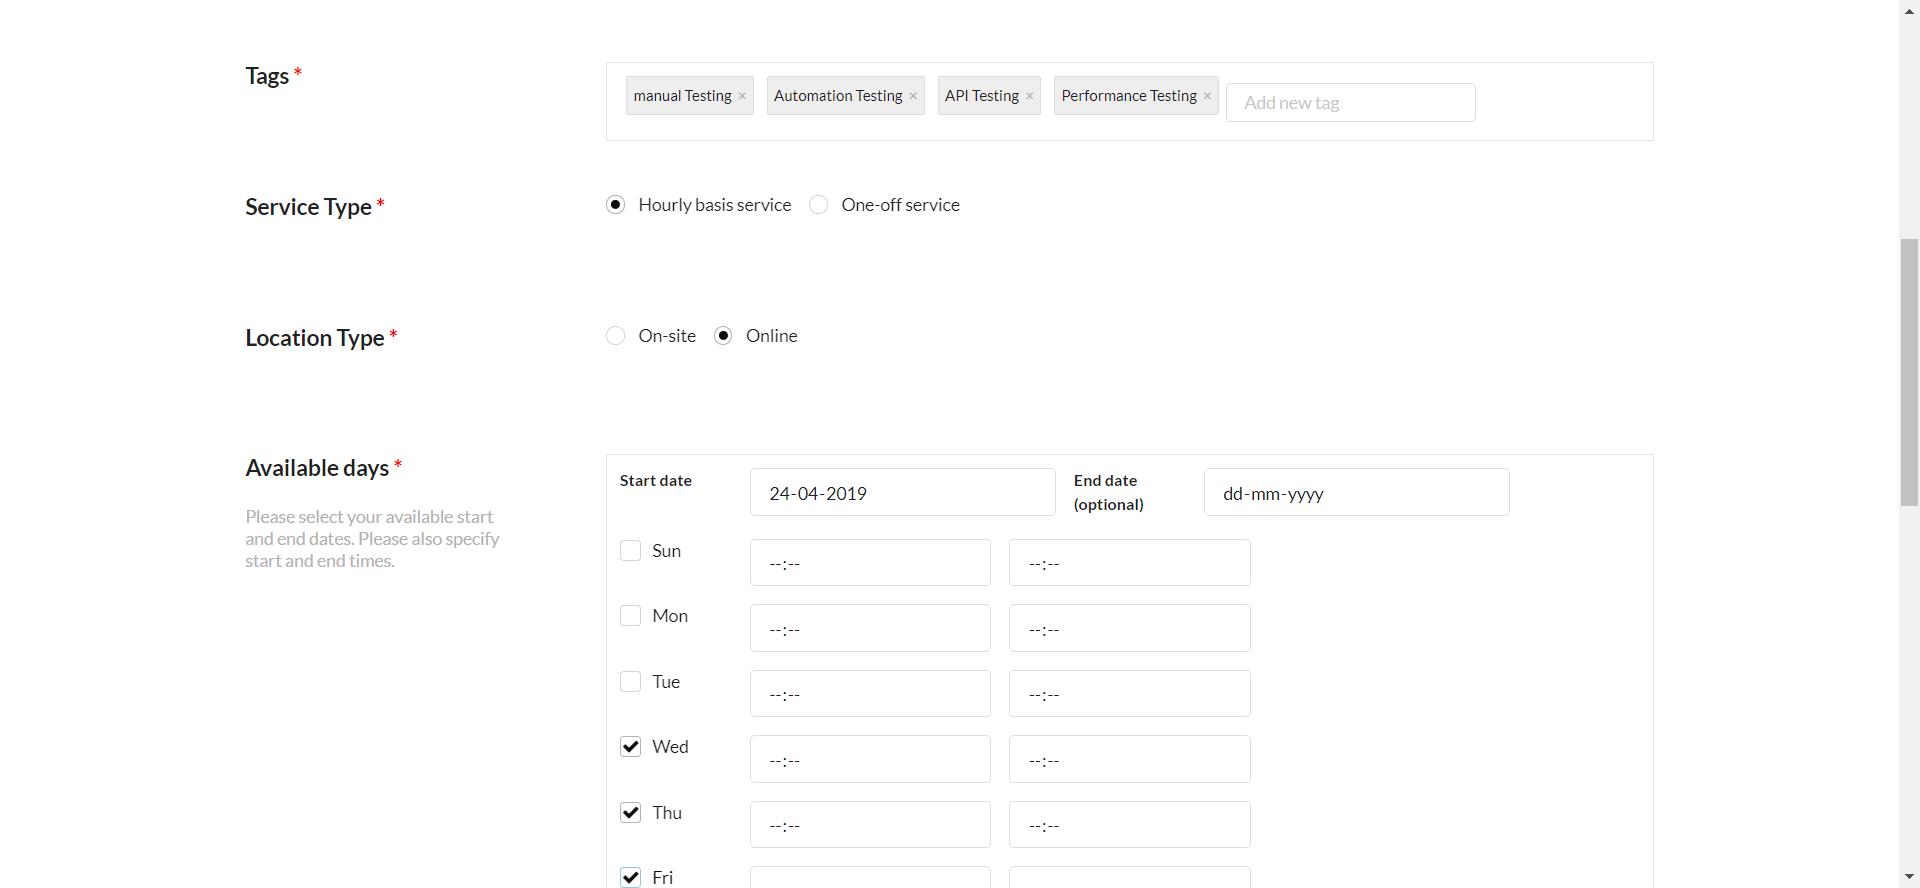 Tags *
manual Testing × Automation Testing × API Testing × Performance Testing × Add new tag
Service Type *
Hourly basis service One-off service
Location Type *
On-site Online
Available days *
Please select your available start
and end dates. Please also specify
start and end times.
Start date 24-04-2019 End date
(optional) dd-mm-yyyy
Sun --:-- --:--
Mon --:-- --:--
Tue --:-- --:--
Wed --:-- --:--
Thu --:-- --:--
Fri